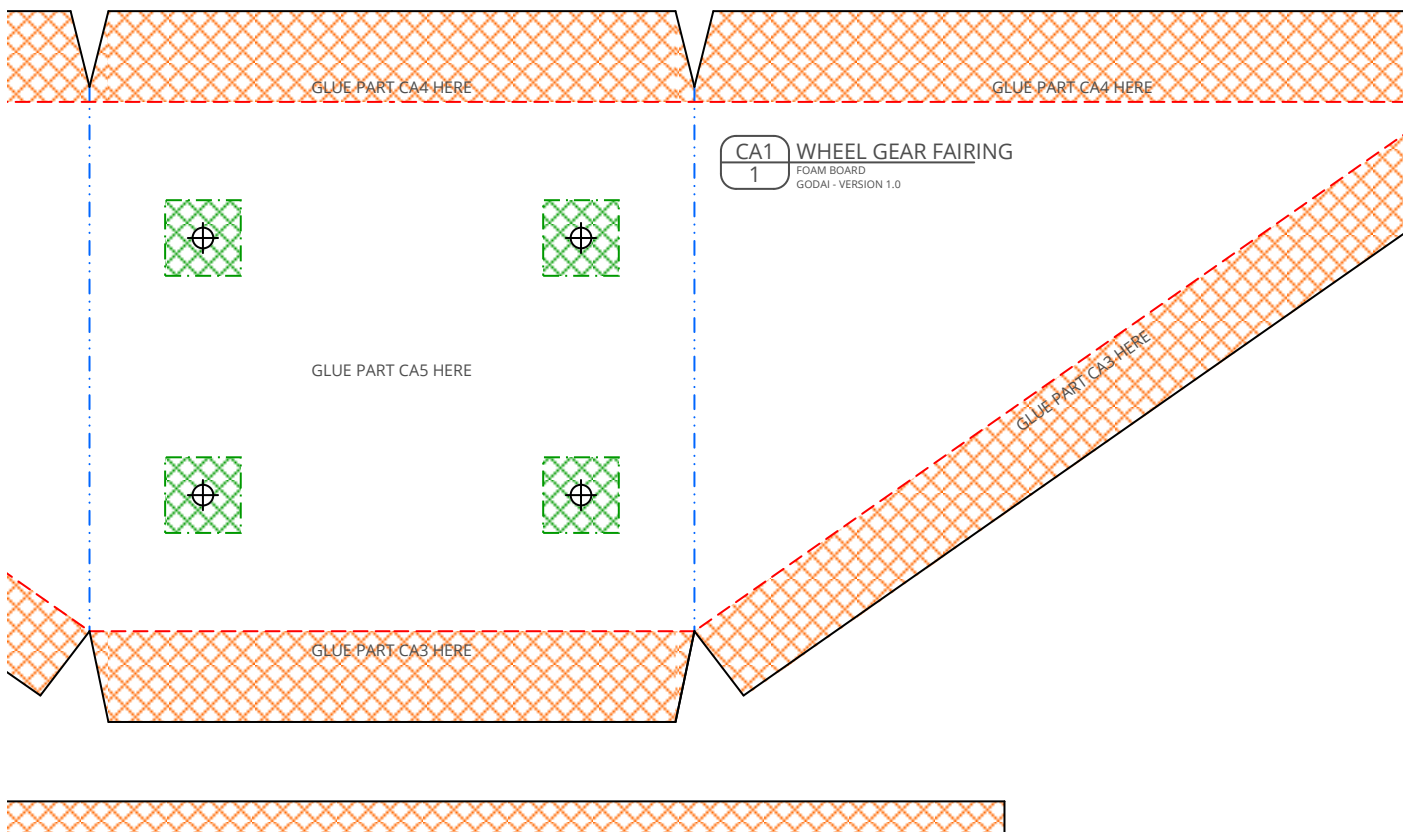 GLUE PART CA4 HERE
GLUE PART CA4 HERE
CA1
WHEEL GEAR FAIRING
1
FOAM BOARD
GODAI - VERSION 1.0
GLUE PART CA5 HERE
GLUE PART CA3 HERE
GLUE PART CA3 HERE